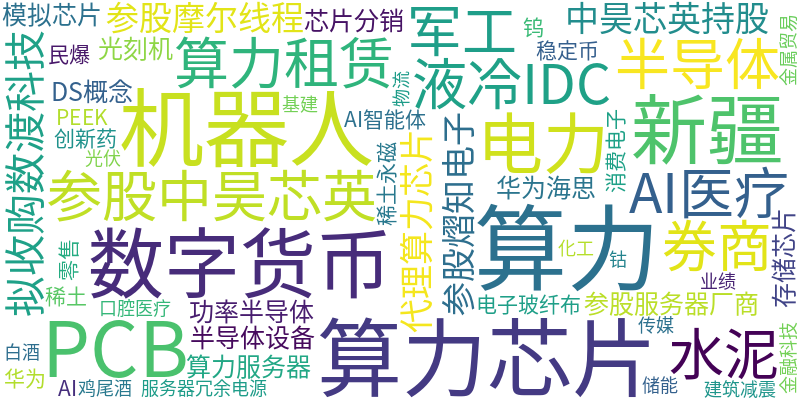 模拟芯片
参股摩尔线程
芯片分销
军工
钨
中昊芯英持股
金属贸易
拟收购数渡科技
民爆
光刻机
算力租赁
稳定币
半导体
DS概念
液冷IDC
物流
PEEK
机器人
基建
AI智能体
电力
消费电子
新疆
创新药
光伏
稀土永磁
代理算力芯片
参股熠知电子
参股中昊芯英
华为海思
AI医疗
数字货币
算力
券商
存储芯片
零售
化工
钴
稀土
口腔医疗
功率半导体
电子玻纤布
参股服务器厂商
业绩
PCB
半导体设备
算力芯片
传媒
水泥
金融科技
白酒
华为
算力服务器
AI鸡尾酒
服务器冗余电源
储能
建筑减震